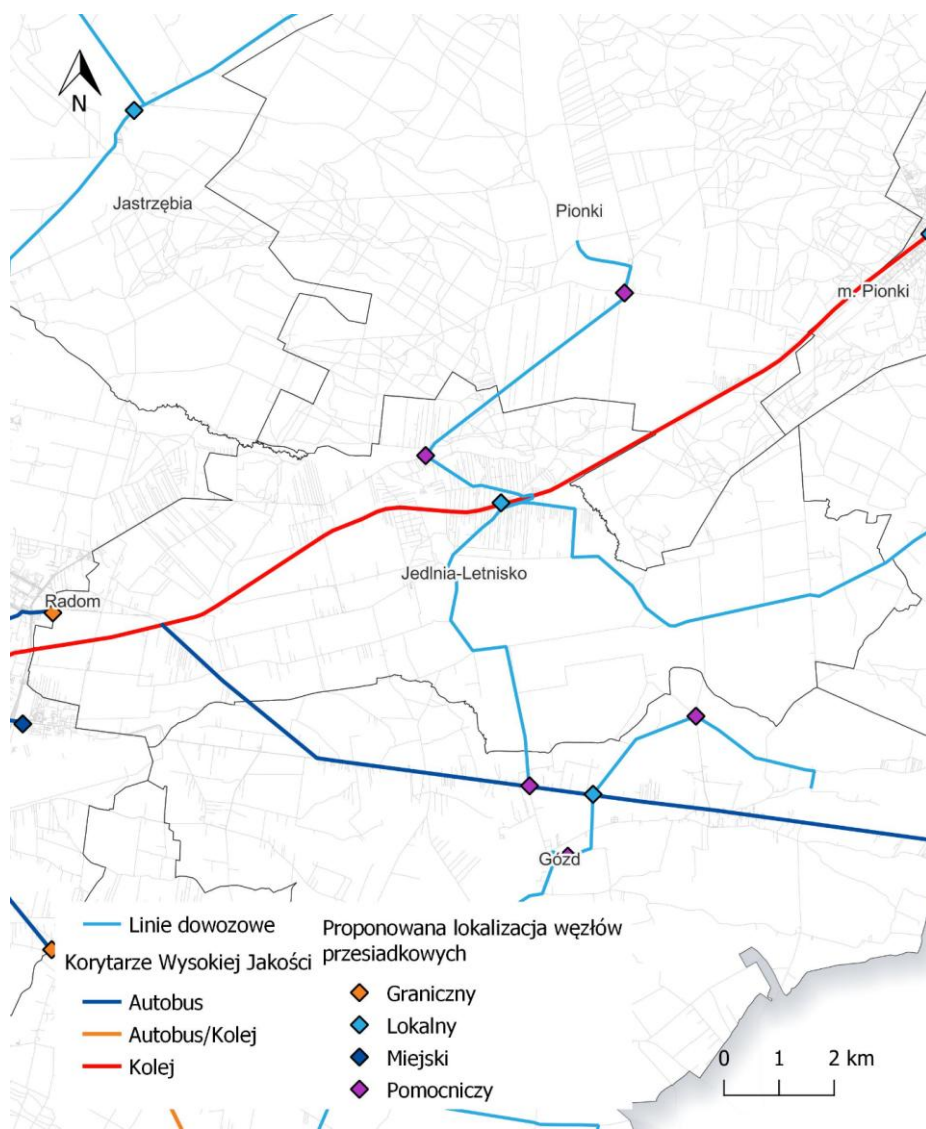 N
Jastrzębia
Pionki
m. Pionki
Jedlnia-Letnisko
Radom
Gózd
Linie dowozowe
Korytarze Wysokiej Jakości
Autobus
Autobus/Kolej
Kolej
Proponowana lokalizacja węzłów
przesiadkowych
Graniczny
Lokalny
Miejski
Pomocniczy
0 1 2 km